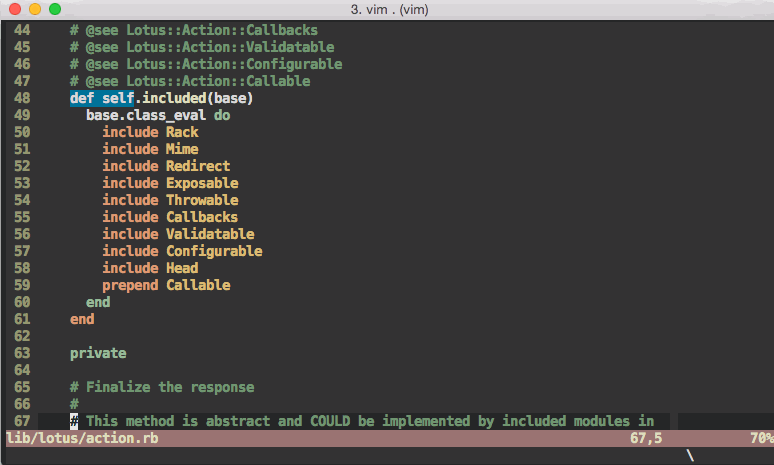 3. vim . (vim)
44     # @see Lotus::Action::Callbacks
45     # @see Lotus::Action::Validatable
46     # @see Lotus::Action::Configurable
47     # @see Lotus::Action::Callable
48     def self.included(base)
49       base.class_eval do
50         include Rack
51         include Mime
52         include Redirect
53         include Exposable
54         include Throwable
55         include Callbacks
56         include Validatable
57         include Configurable
58         include Head
59         prepend Callable
60       end
61     end
62
63     private
64
65     # Finalize the response
66     #
67     # This method is abstract and COULD be implemented by included modules in
lib/lotus/action.rb 67,5 70%
\